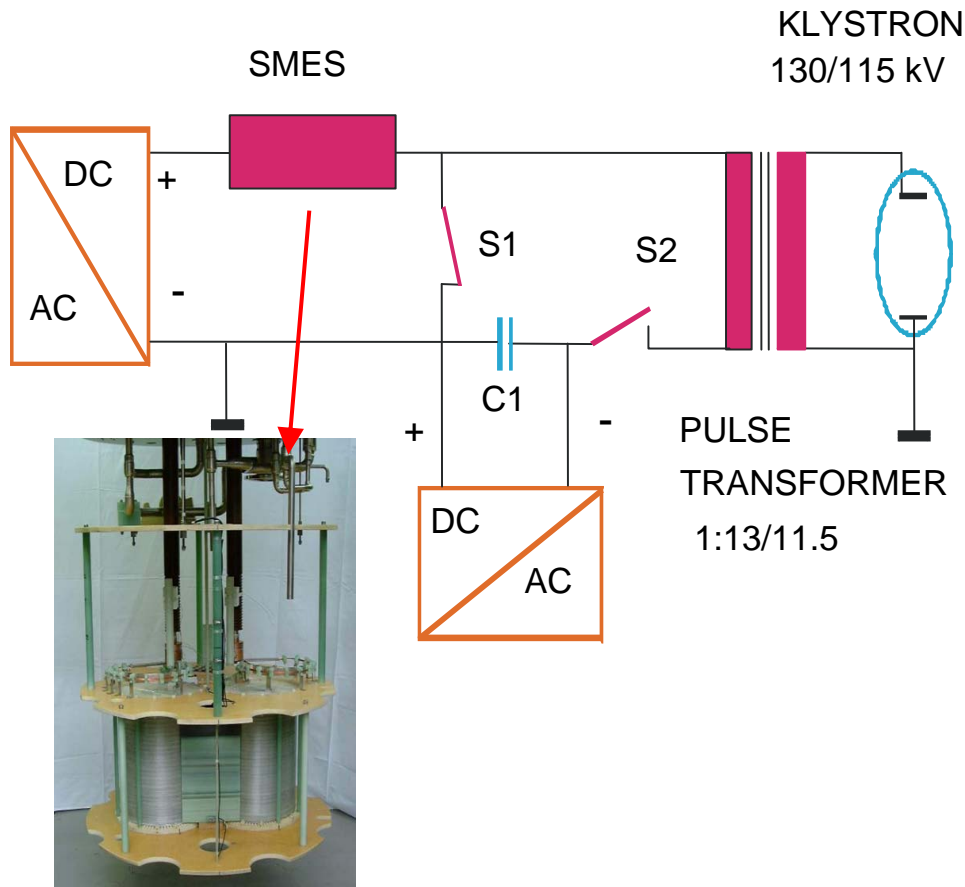 KLYSTRON
130/115 kV
SMES
DC
+
S1
S2
-
AC
C1
+
-
PULSE
TRANSFORMER
1:13/11.5
DC
AC